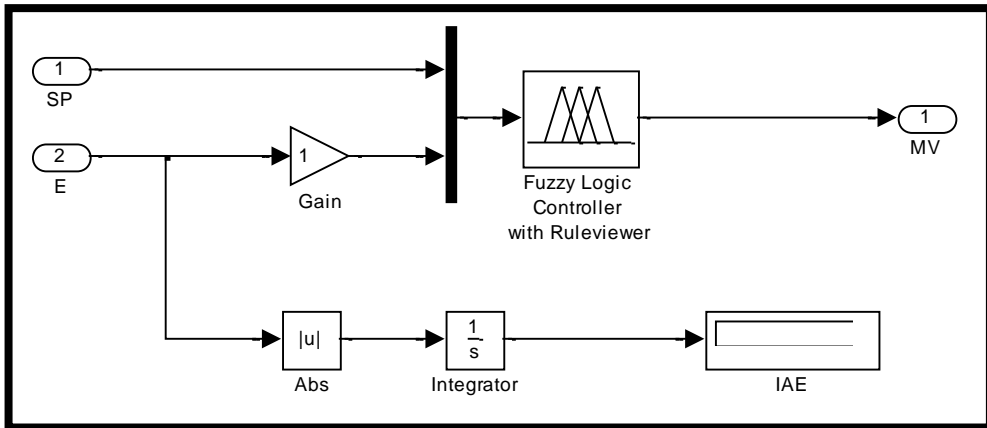 1
SP
2
E
1
Gain
Fuzzy Logic
Controller
with Ruleviewer
1
MV
|u|
Abs
1
s
Integrator
IAE